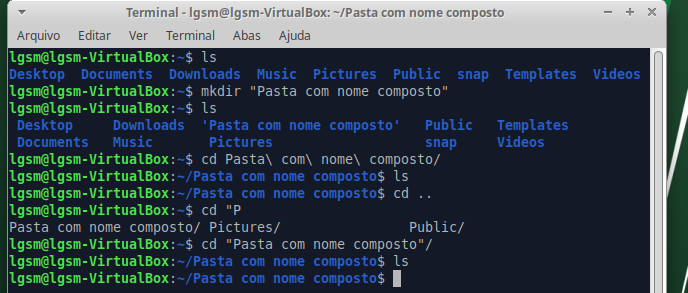 Terminal - lgsm@lgsm-VirtualBox: ~/Pasta com nome composto
Arquivo Editar Ver Terminal Abas Ajuda
lgsm@lgsm-VirtualBox:~$ ls
Desktop  Documents  Downloads  Music  Pictures  Public  snap  Templates  Videos
lgsm@lgsm-VirtualBox:~$ mkdir "Pasta com nome composto"
lgsm@lgsm-VirtualBox:~$ ls
 Desktop     Downloads  'Pasta com nome composto'   Public   Templates
 Documents   Music       Pictures                   snap     Videos
lgsm@lgsm-VirtualBox:~$ cd Pasta\ com\ nome\ composto/
lgsm@lgsm-VirtualBox:~/Pasta com nome composto$ ls
lgsm@lgsm-VirtualBox:~/Pasta com nome composto$ cd ..
lgsm@lgsm-VirtualBox:~$ cd "P
Pasta com nome composto/ Pictures/                Public/
lgsm@lgsm-VirtualBox:~$ cd "Pasta com nome composto"/
lgsm@lgsm-VirtualBox:~/Pasta com nome composto$ ls
lgsm@lgsm-VirtualBox:~/Pasta com nome composto$